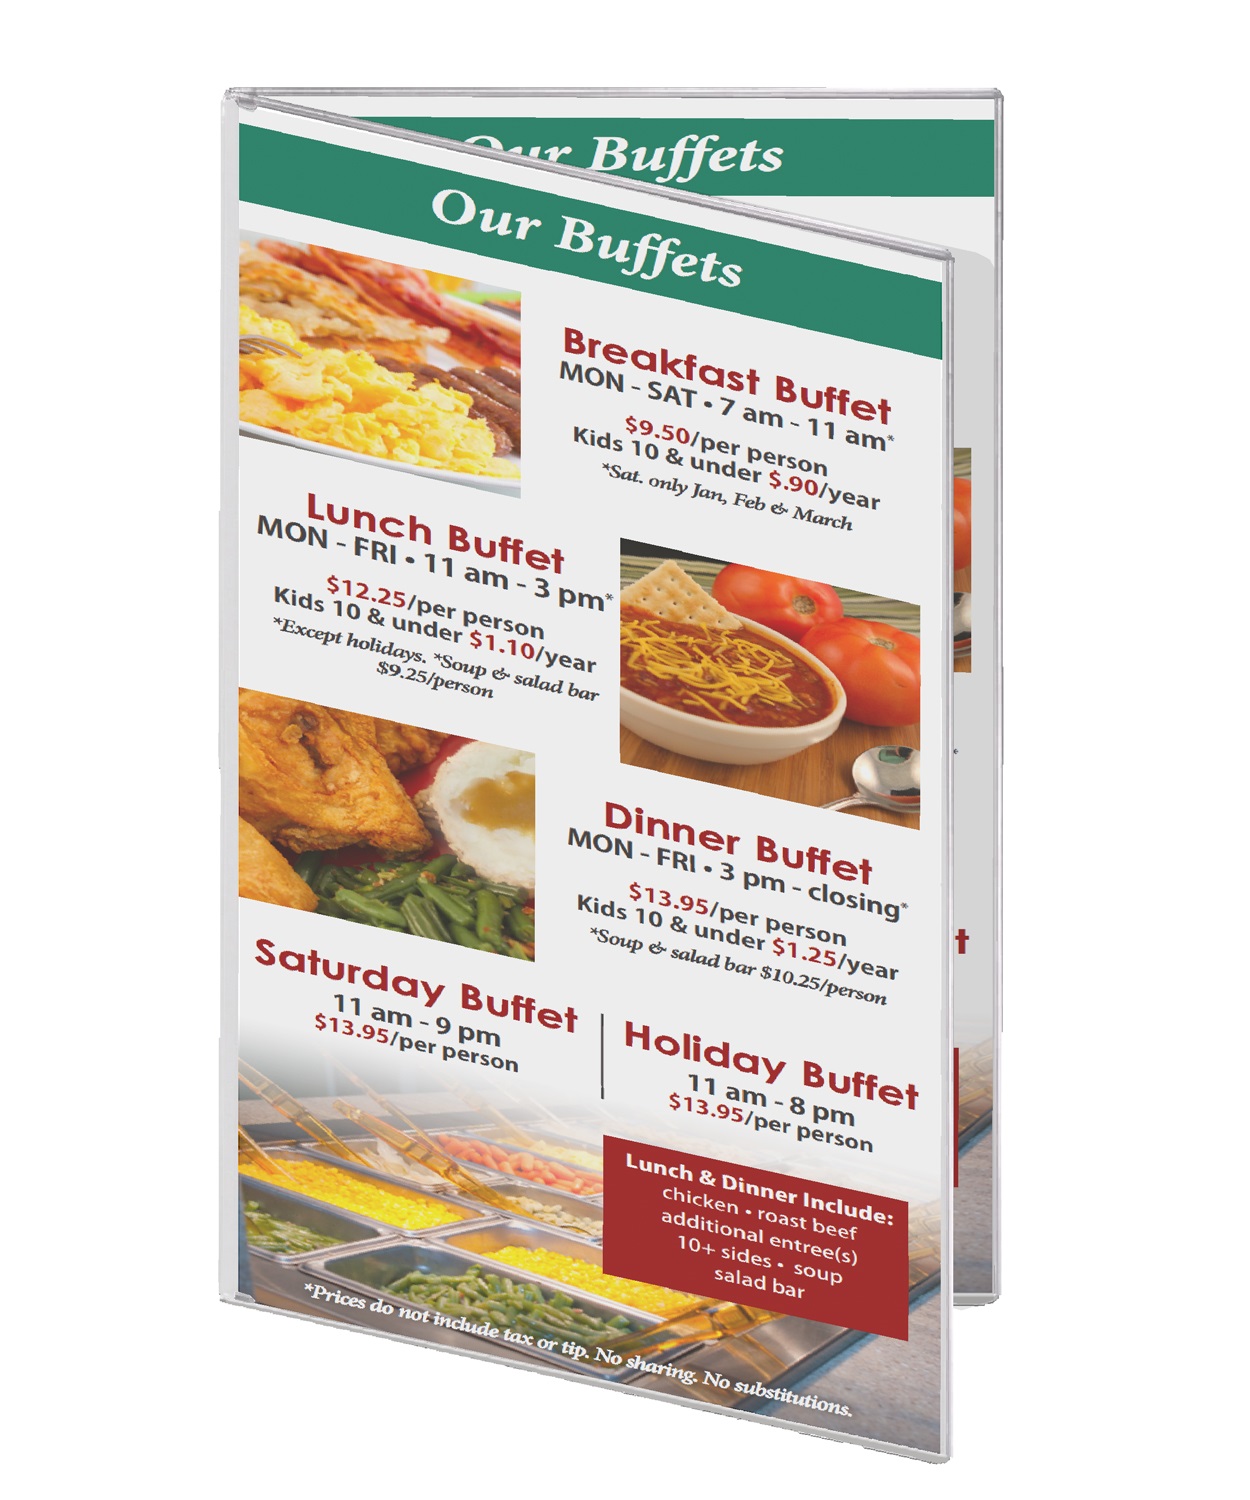 Our Buffets
Our Buffets
Breakfast Buffet
MON - SAT • 7 am - 11 am*
$9.50/per person
Kids 10 & under $.90/year
*Sat. only Jan, Feb & March
Lunch Buffet
MON - FRI • 11 am - 3 pm*
$12.25/per person
Kids 10 & under $1.10/year
*Except holidays. *Soup & salad bar
$9.25/person
Dinner Buffet
MON - FRI • 3 pm - closing*
$13.95/per person
Kids 10 & under $1.25/year
*Soup & salad bar $10.25/person
Saturday Buffet
11 am - 9 pm
$13.95/per person
Holiday Buffet
11 am - 8 pm
$13.95/per person
Lunch & Dinner Include:
chicken • roast beef
additional entree(s)
10+ sides • soup
salad bar
*Prices do not include tax or tip. No sharing. No substitutions.
*
t